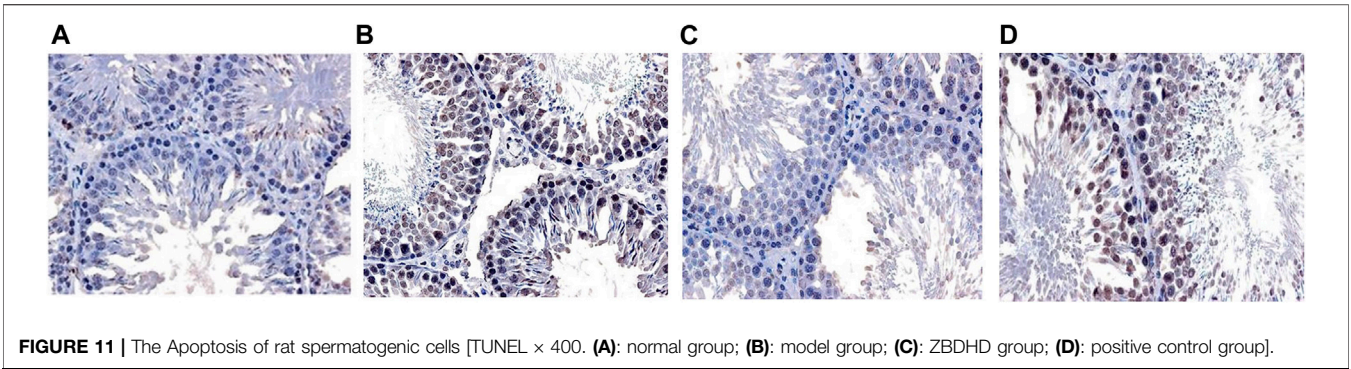 A B C D
FIGURE 11 | The Apoptosis of rat spermatogenic cells [TUNEL × 400. (A): normal group; (B): model group; (C): ZBDHD group; (D): positive control group].